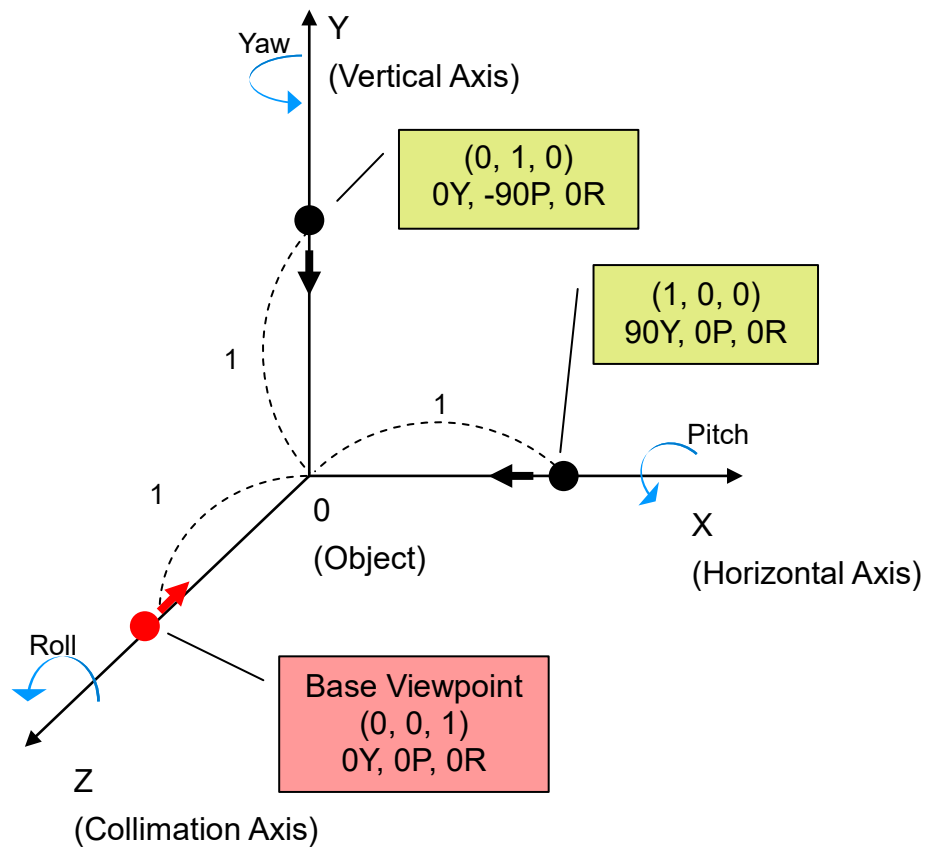 Y
Yaw
(Vertical Axis)
(0, 1, 0)
0Y, -90P, 0R
(1, 0, 0)
90Y, 0P, 0R
1
1
Pitch
1
0
X
(Object)
(Horizontal Axis)
Roll
Base Viewpoint
(0, 0, 1)
0Y, 0P, 0R
Z
(Collimation Axis)